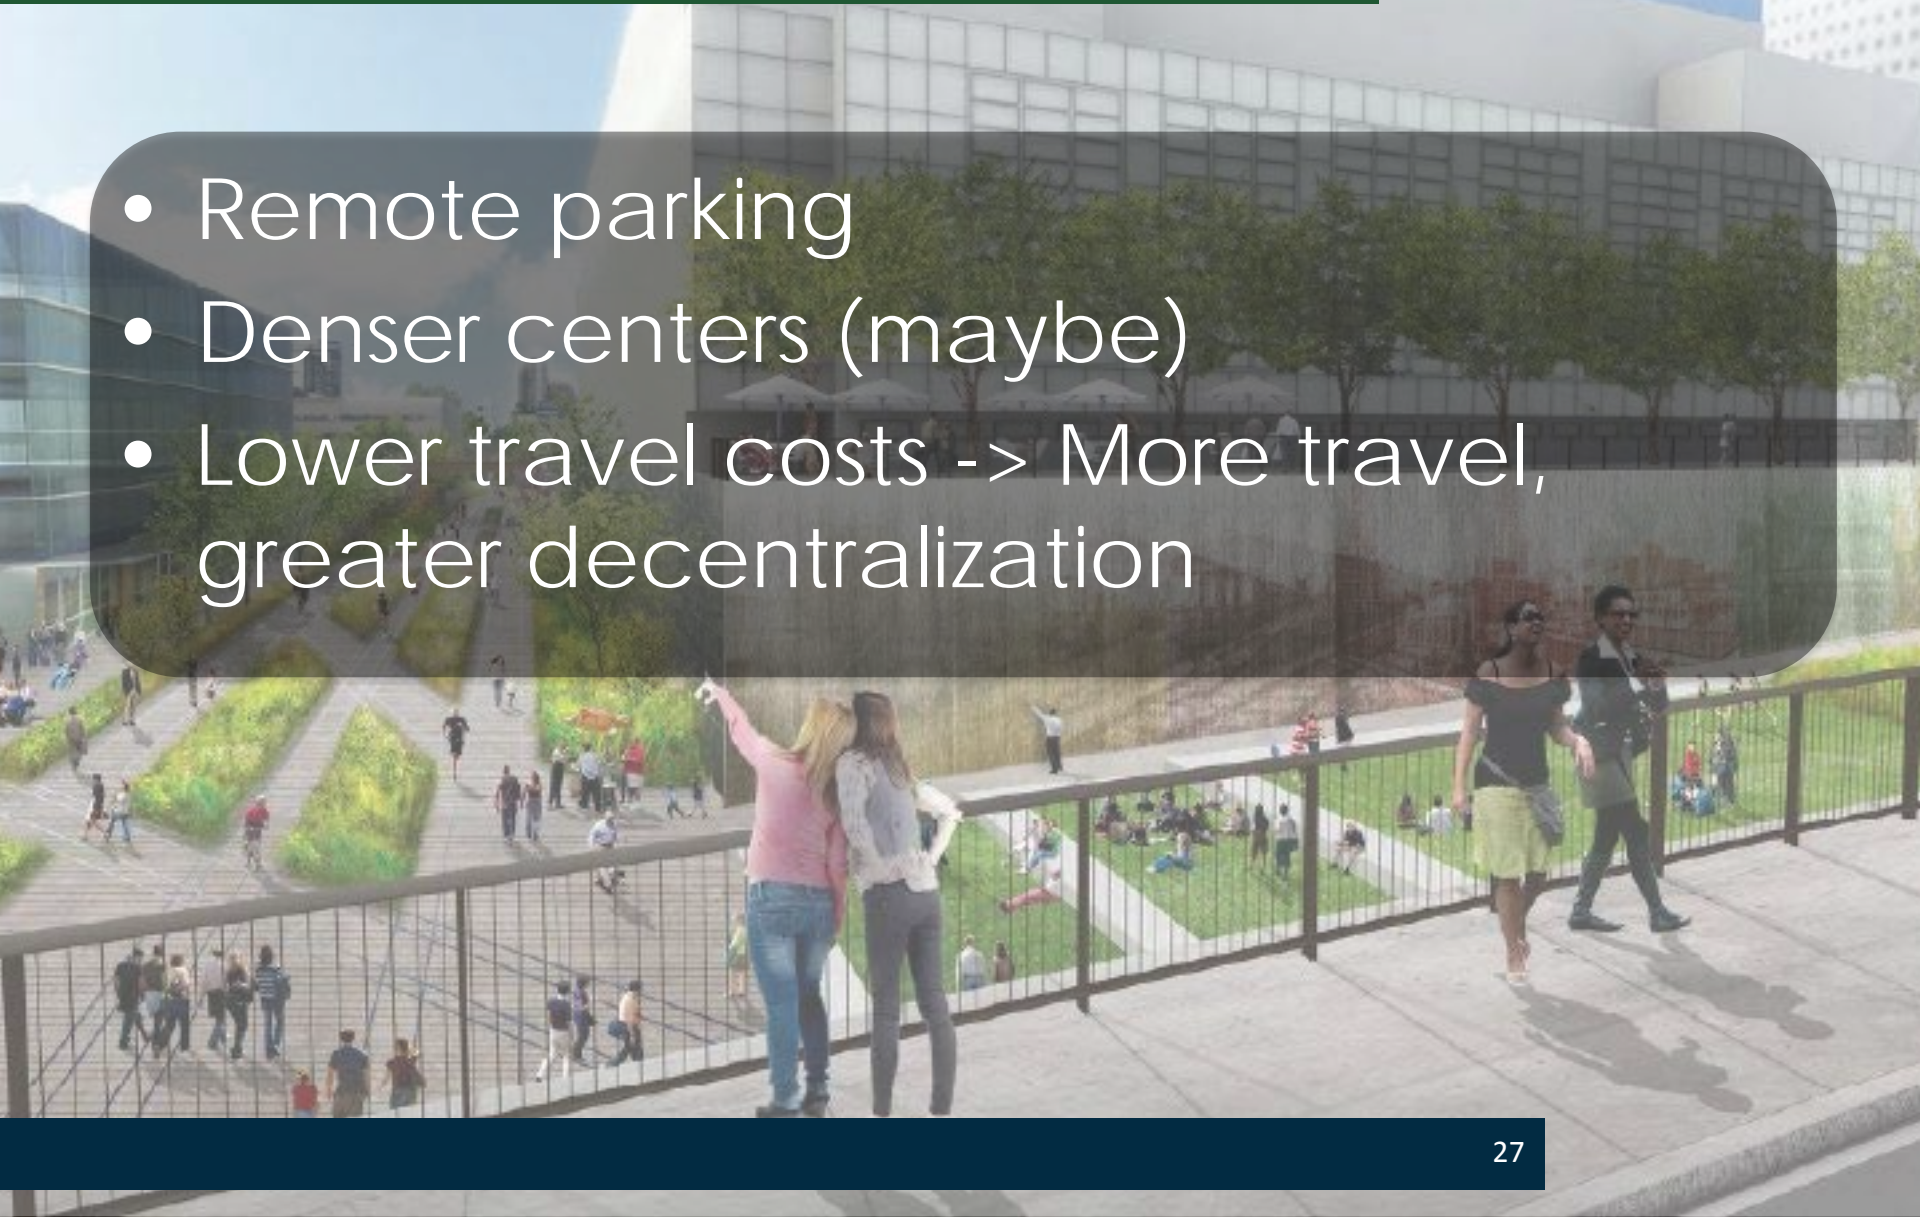 • Remote parking
• Denser centers (maybe)
• Lower travel costs -> More travel,
greater decentralization
27